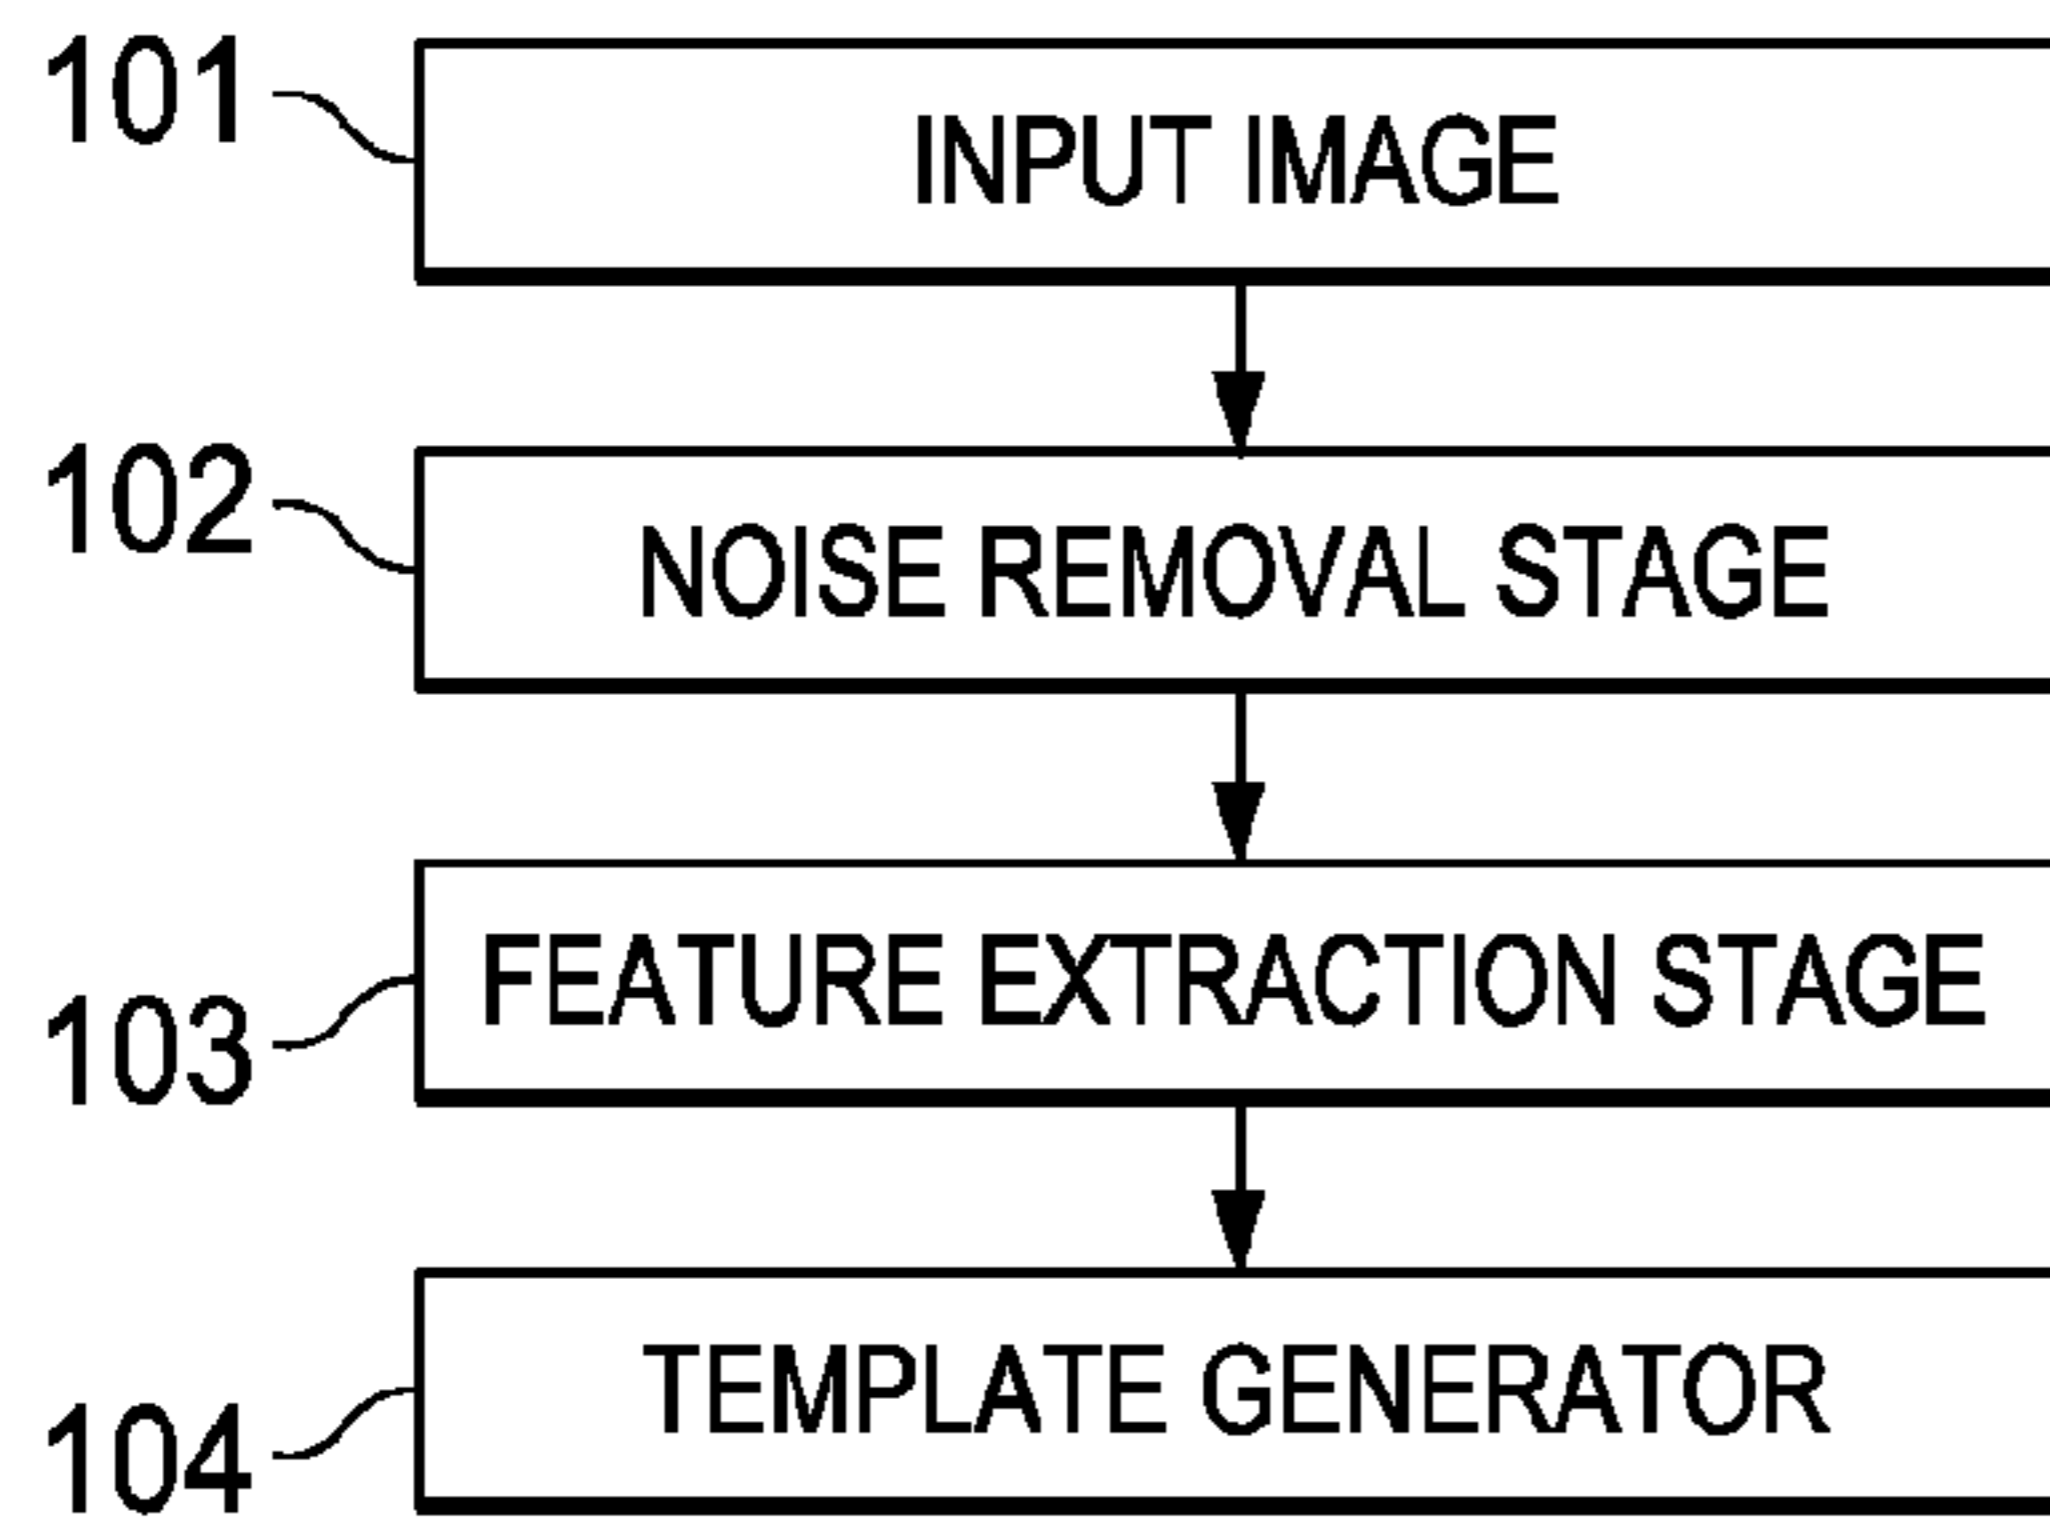 101
INPUT IMAGE
102
NOISE REMOVAL STAGE
FEATURE EXTRACTION STAGE
103
TEMPLATE GENERATOR
104